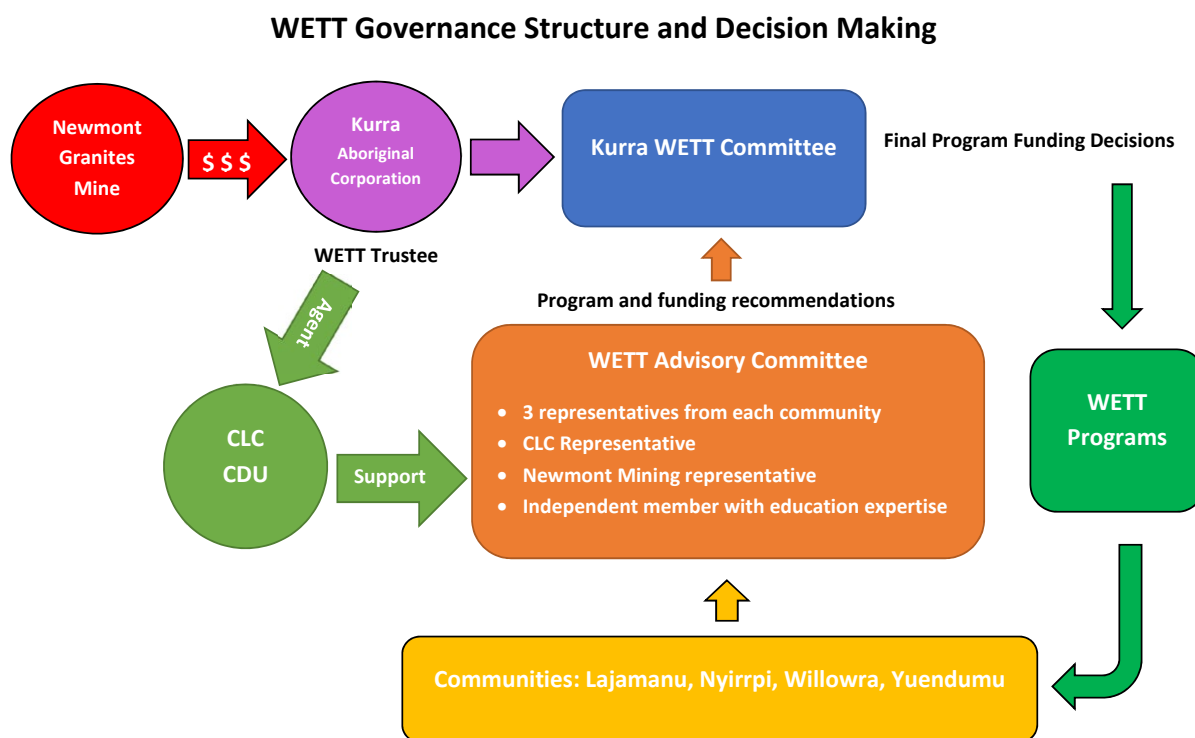 WETT Governance Structure and Decision Making
Newmont
Granites
Mine
$ $ $
Kurra
Aboriginal
Corporation
Kurra WETT Committee
Final Program Funding Decisions
WETT Trustee
Agent
Program and funding recommendations
WETT Advisory Committee
• 3 representatives from each community
• CLC Representative
• Newmont Mining representative
• Independent member with education expertise
CLC
CDU
Support
WETT
Programs
Communities: Lajamanu, Nyirrpi, Willowra, Yuendumu